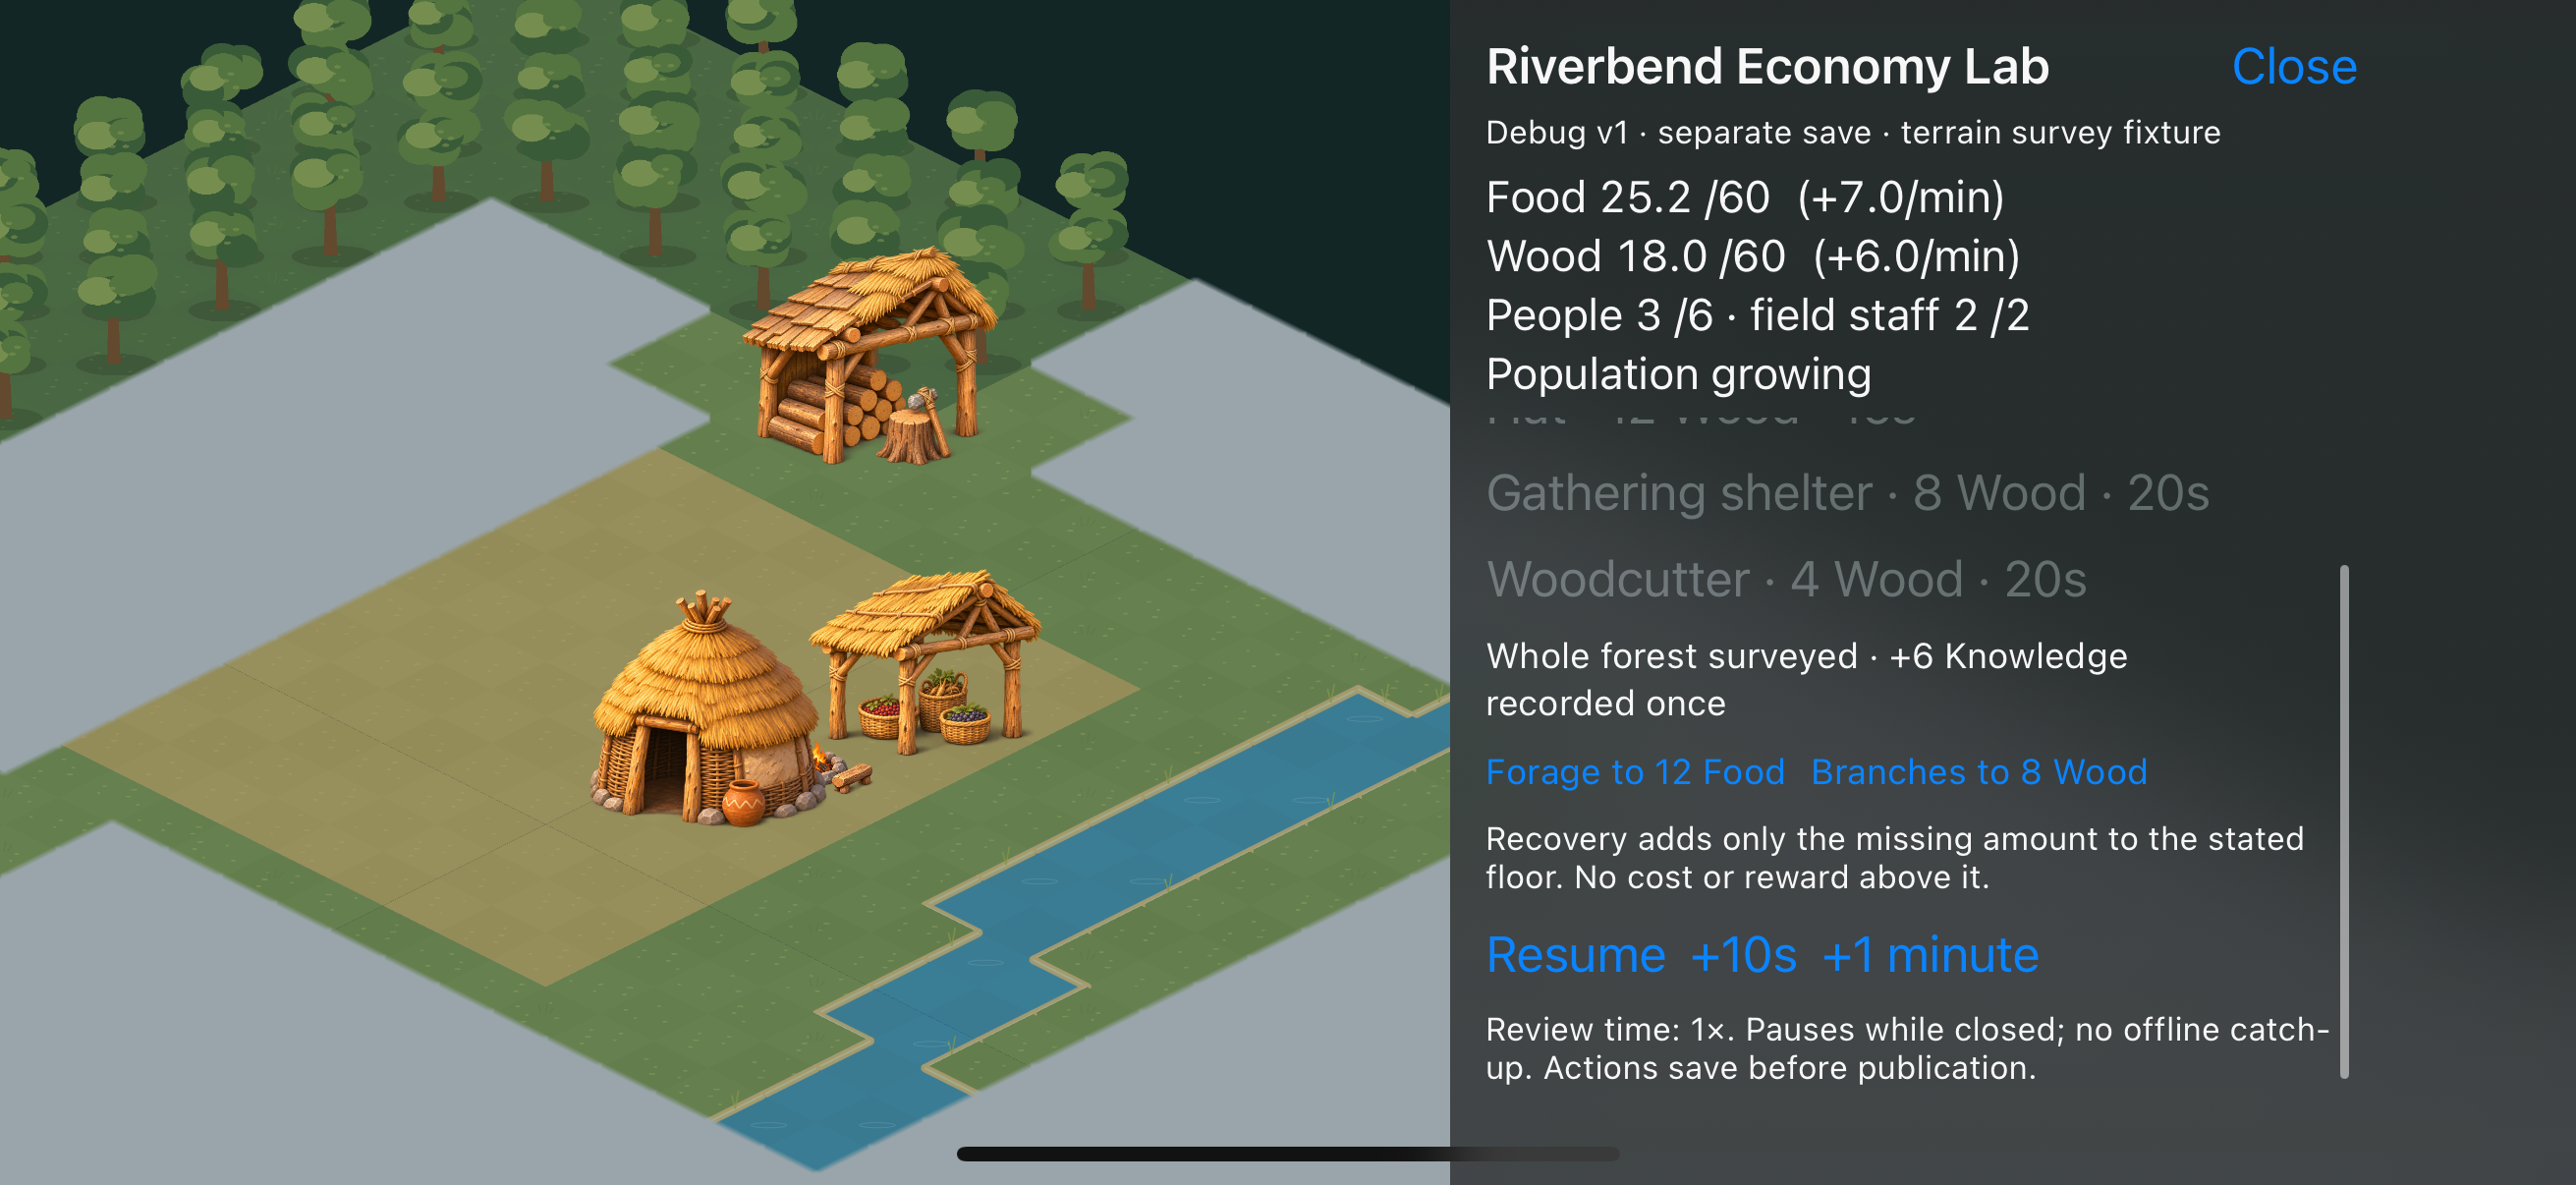 Riverbend Economy Lab
Close
Debug v1 · separate save · terrain survey fixture
Food 25.2 /60 (+7.0/min)
Wood 18.0 /60 (+6.0/min)
People 3 /6 · field staff 2 /2
Population growing
Gathering shelter · 8 Wood · 20s
Woodcutter · 4 Wood · 20s
Whole forest surveyed · +6 Knowledge
recorded once
Forage to 12 Food Branches to 8 Wood
Recovery adds only the missing amount to the stated
floor. No cost or reward above it.
Resume +10s +1 minute
Review time: 1×. Pauses while closed; no offline catch-
up. Actions save before publication.